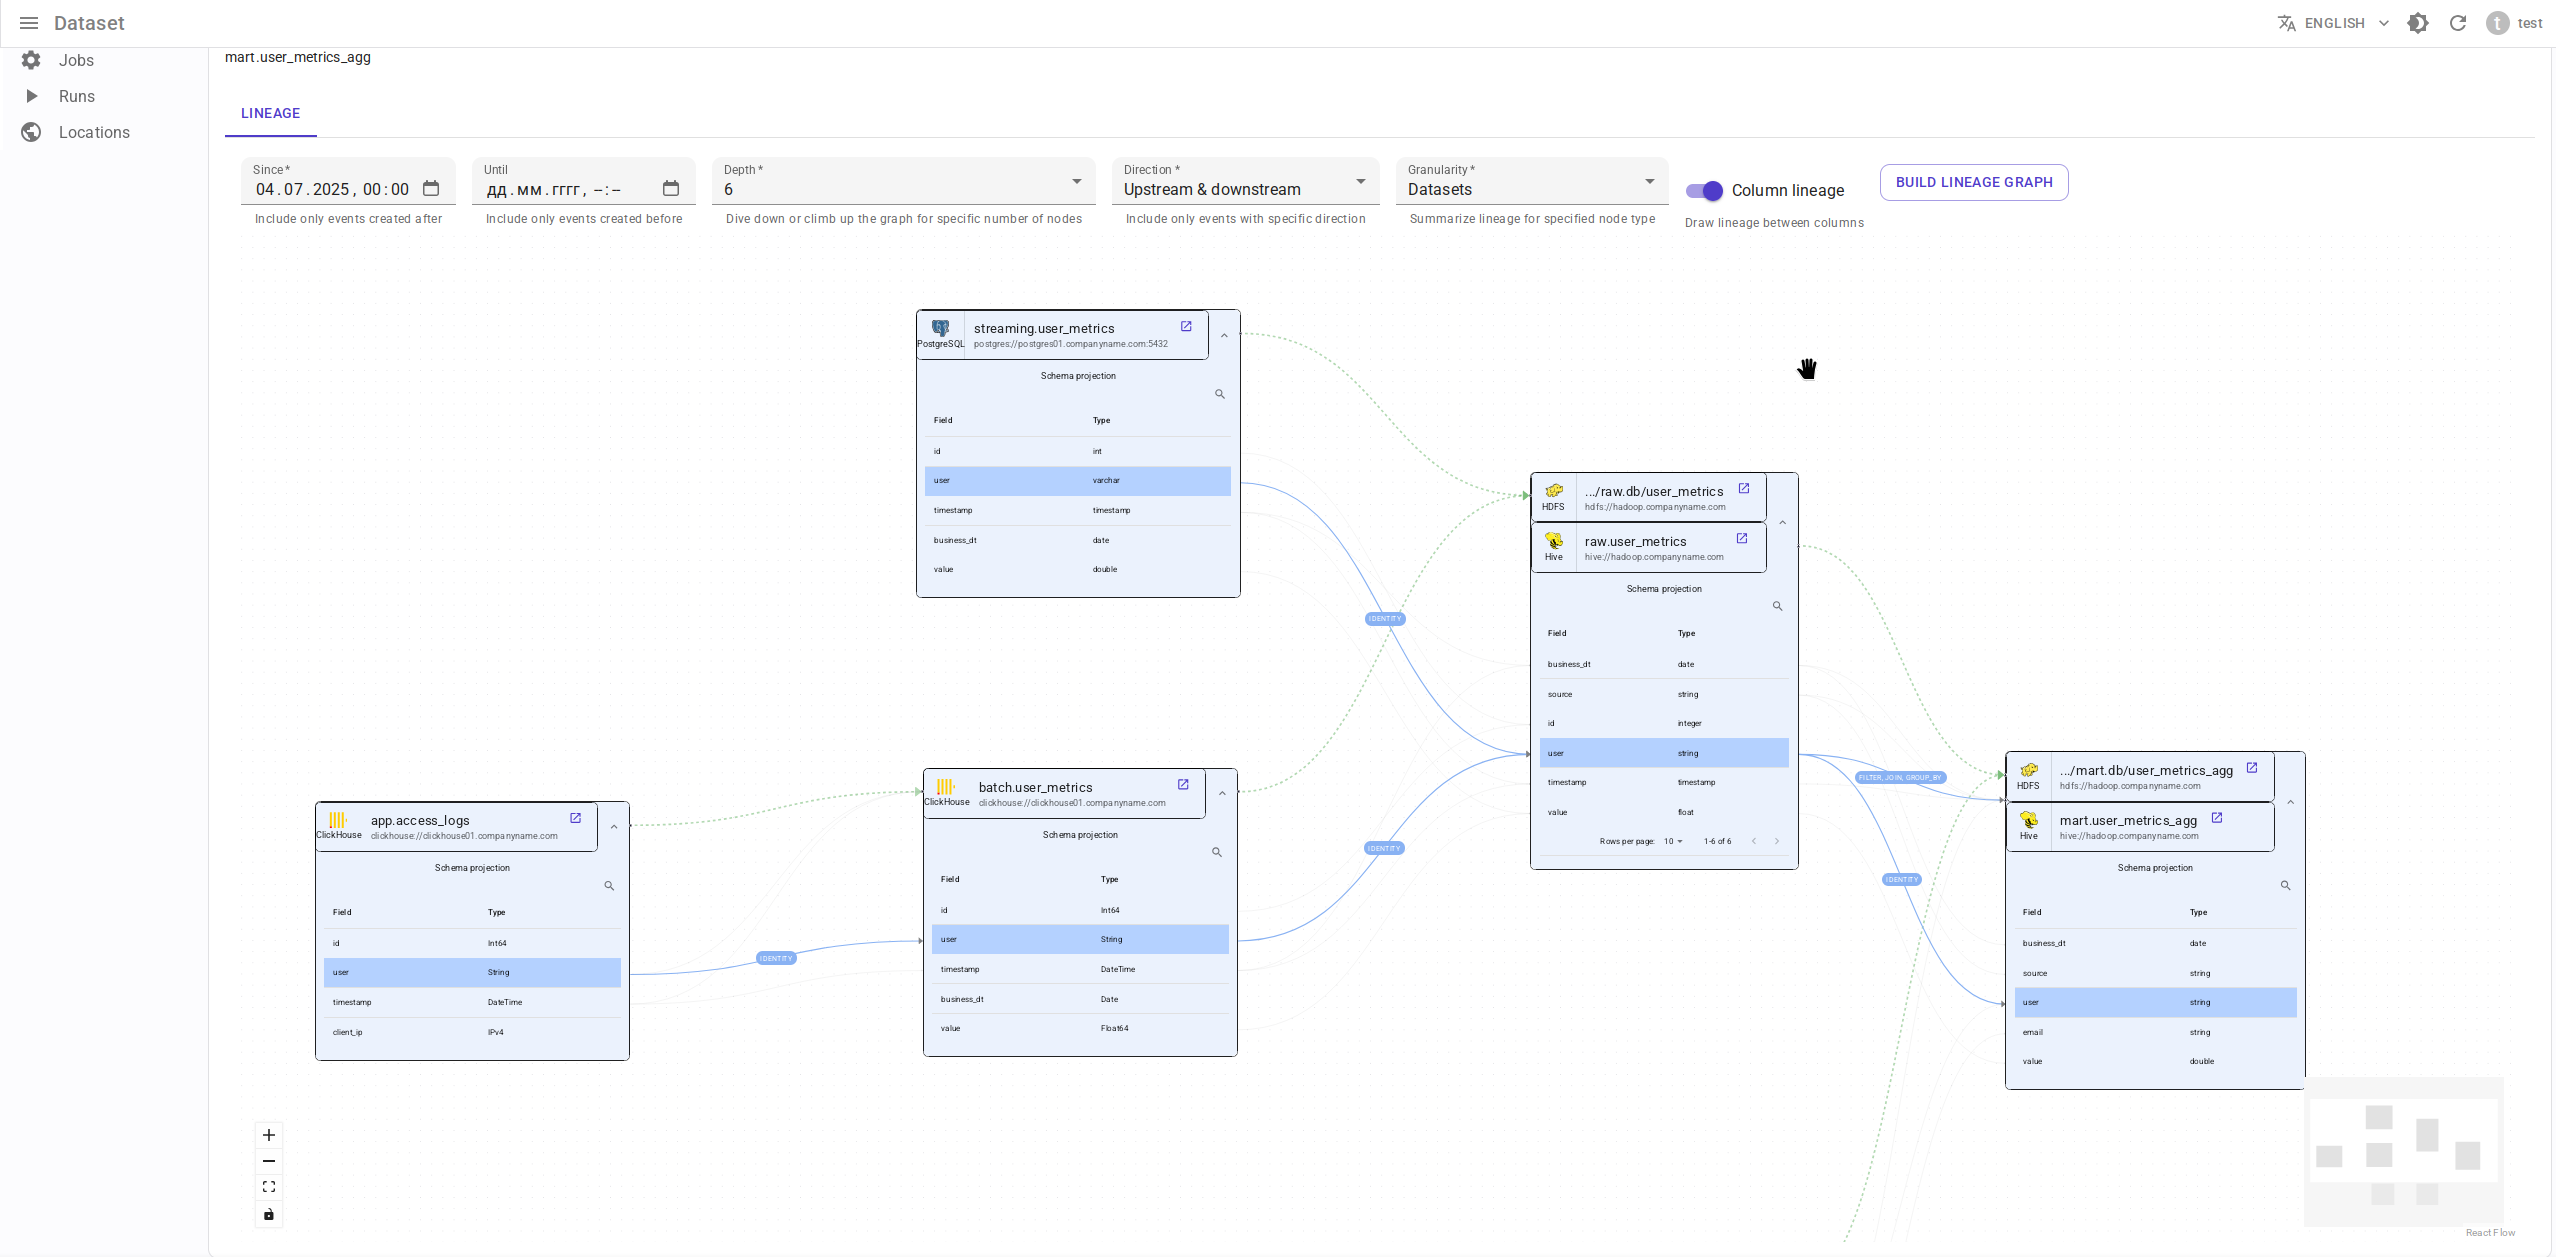 Dataset
ENGLISH
t
test
Jobs
Runs
Locations
mart.user_metrics_agg
LINEAGE
Since *
04.07.2025, 00:00
Include only events created after
Until
дд.мм.гггг, --:--
Include only events created before
Depth *
6
Dive down or climb up the graph for specific number of nodes
Direction *
Upstream & downstream
Include only events with specific direction
Granularity *
Datasets
Summarize lineage for specified node type
Column lineage
Draw lineage between columns
BUILD LINEAGE GRAPH
PostgreSQL
streaming.user_metrics
postgres://postgres01.companyname.com:5432
Schema projection
Field Type
id int
user varchar
timestamp timestamp
business_dt date
value double
HDFS
.../raw.db/user_metrics
hdfs://hadoop.companyname.com
Hive
raw.user_metrics
hive://hadoop.companyname.com
Schema projection
Field Type
business_dt date
source string
id integer
user string
timestamp timestamp
value float
Rows per page: 10 1-6 of 6
IDENTITY
IDENTITY
FILTER, JOIN, GROUP_BY
IDENTITY
IDENTITY
ClickHouse
app.access_logs
clickhouse://clickhouse01.companyname.com
Schema projection
Field Type
id Int64
user String
timestamp DateTime
client_ip IPv4
ClickHouse
batch.user_metrics
clickhouse://clickhouse01.companyname.com
Schema projection
Field Type
id Int64
user String
timestamp DateTime
business_dt Date
value Float64
HDFS
.../mart.db/user_metrics_agg
hdfs://hadoop.companyname.com
Hive
mart.user_metrics_agg
hive://hadoop.companyname.com
Schema projection
Field Type
business_dt date
source string
user string
email string
value double
React Flow